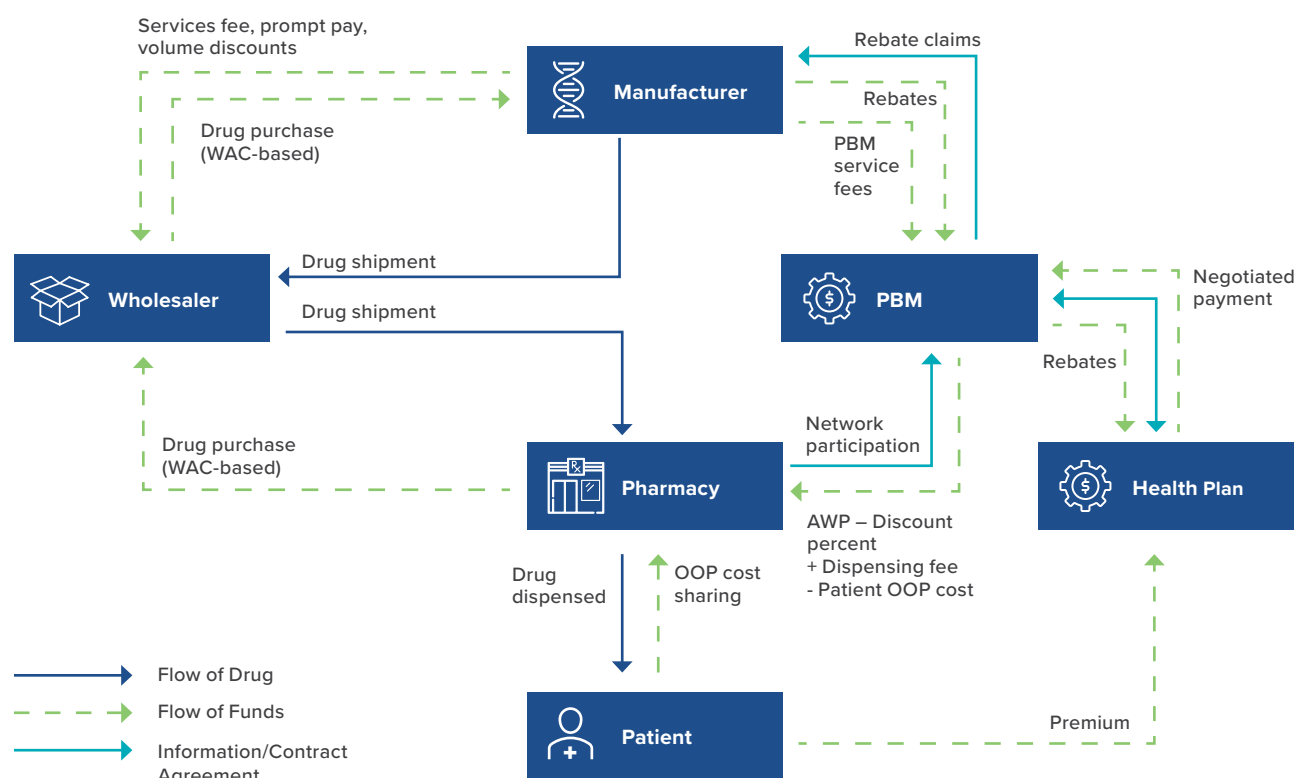 Services fee, prompt pay,
volume discounts
Manufacturer
Rebate claims
Rebates
Drug purchase
(WAC-based)
PBM
service
fees
Drug shipment
Wholesaler
Drug shipment
PBM
Negotiated
payment
Rebates
Drug purchase
(WAC-based)
Network
participation
Rx
Pharmacy
Health Plan
AWP – Discount
percent
+ Dispensing fee
- Patient OOP cost
Drug
dispensed
OOP cost
sharing
Flow of Drug
Flow of Funds
Information/Contract
Agreement
Patient
Premium